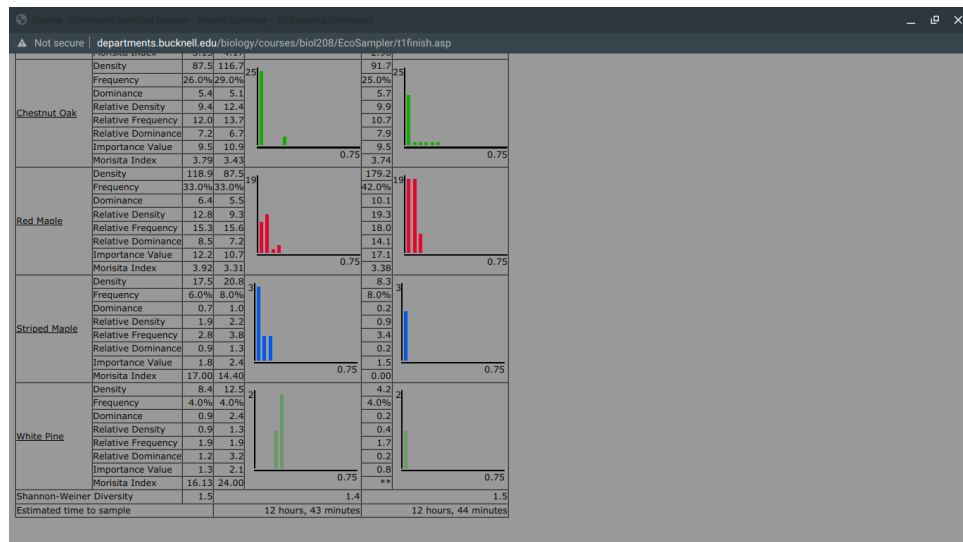 Chrome - Community Sampling Exercise - Results Summary - All Sampling Techniques
Not secure | departments.bucknell.edu/biology/courses/biol208/EcoSampler/t1finish.asp
Morisita Index 3.15 4.17 2.96
Chestnut Oak
Density 87.5 116.7 91.7
Frequency 26.0% 29.0% 25.0%
Dominance 5.4 5.1 5.7
Relative Density 9.4 12.4 9.9
Relative Frequency 12.0 13.7 10.7
Relative Dominance 7.2 6.7 7.9
Importance Value 9.5 10.9 9.5
Morisita Index 3.79 3.43 3.74
25 0.75 25 0.75
Red Maple
Density 118.9 87.5 179.2
Frequency 33.0% 33.0% 42.0%
Dominance 6.4 5.5 10.1
Relative Density 12.8 9.3 19.3
Relative Frequency 15.3 15.6 18.0
Relative Dominance 8.5 7.2 14.1
Importance Value 12.2 10.7 17.1
Morisita Index 3.92 3.31 3.38
19 0.75 19 0.75
Striped Maple
Density 17.5 20.8 8.3
Frequency 6.0% 8.0% 8.0%
Dominance 0.7 1.0 0.2
Relative Density 1.9 2.2 0.9
Relative Frequency 2.8 3.8 3.4
Relative Dominance 0.9 1.3 0.2
Importance Value 1.8 2.4 1.5
Morisita Index 17.00 14.40 0.00
3 0.75 3 0.75
White Pine
Density 8.4 12.5 4.2
Frequency 4.0% 4.0% 4.0%
Dominance 0.9 2.4 0.2
Relative Density 0.9 1.3 0.4
Relative Frequency 1.9 1.9 1.7
Relative Dominance 1.2 3.2 0.2
Importance Value 1.3 2.1 0.8
Morisita Index 16.13 24.00 **
2 0.75 2 0.75
Shannon-Weiner Diversity 1.5 1.4 1.5
Estimated time to sample 12 hours, 43 minutes 12 hours, 44 minutes